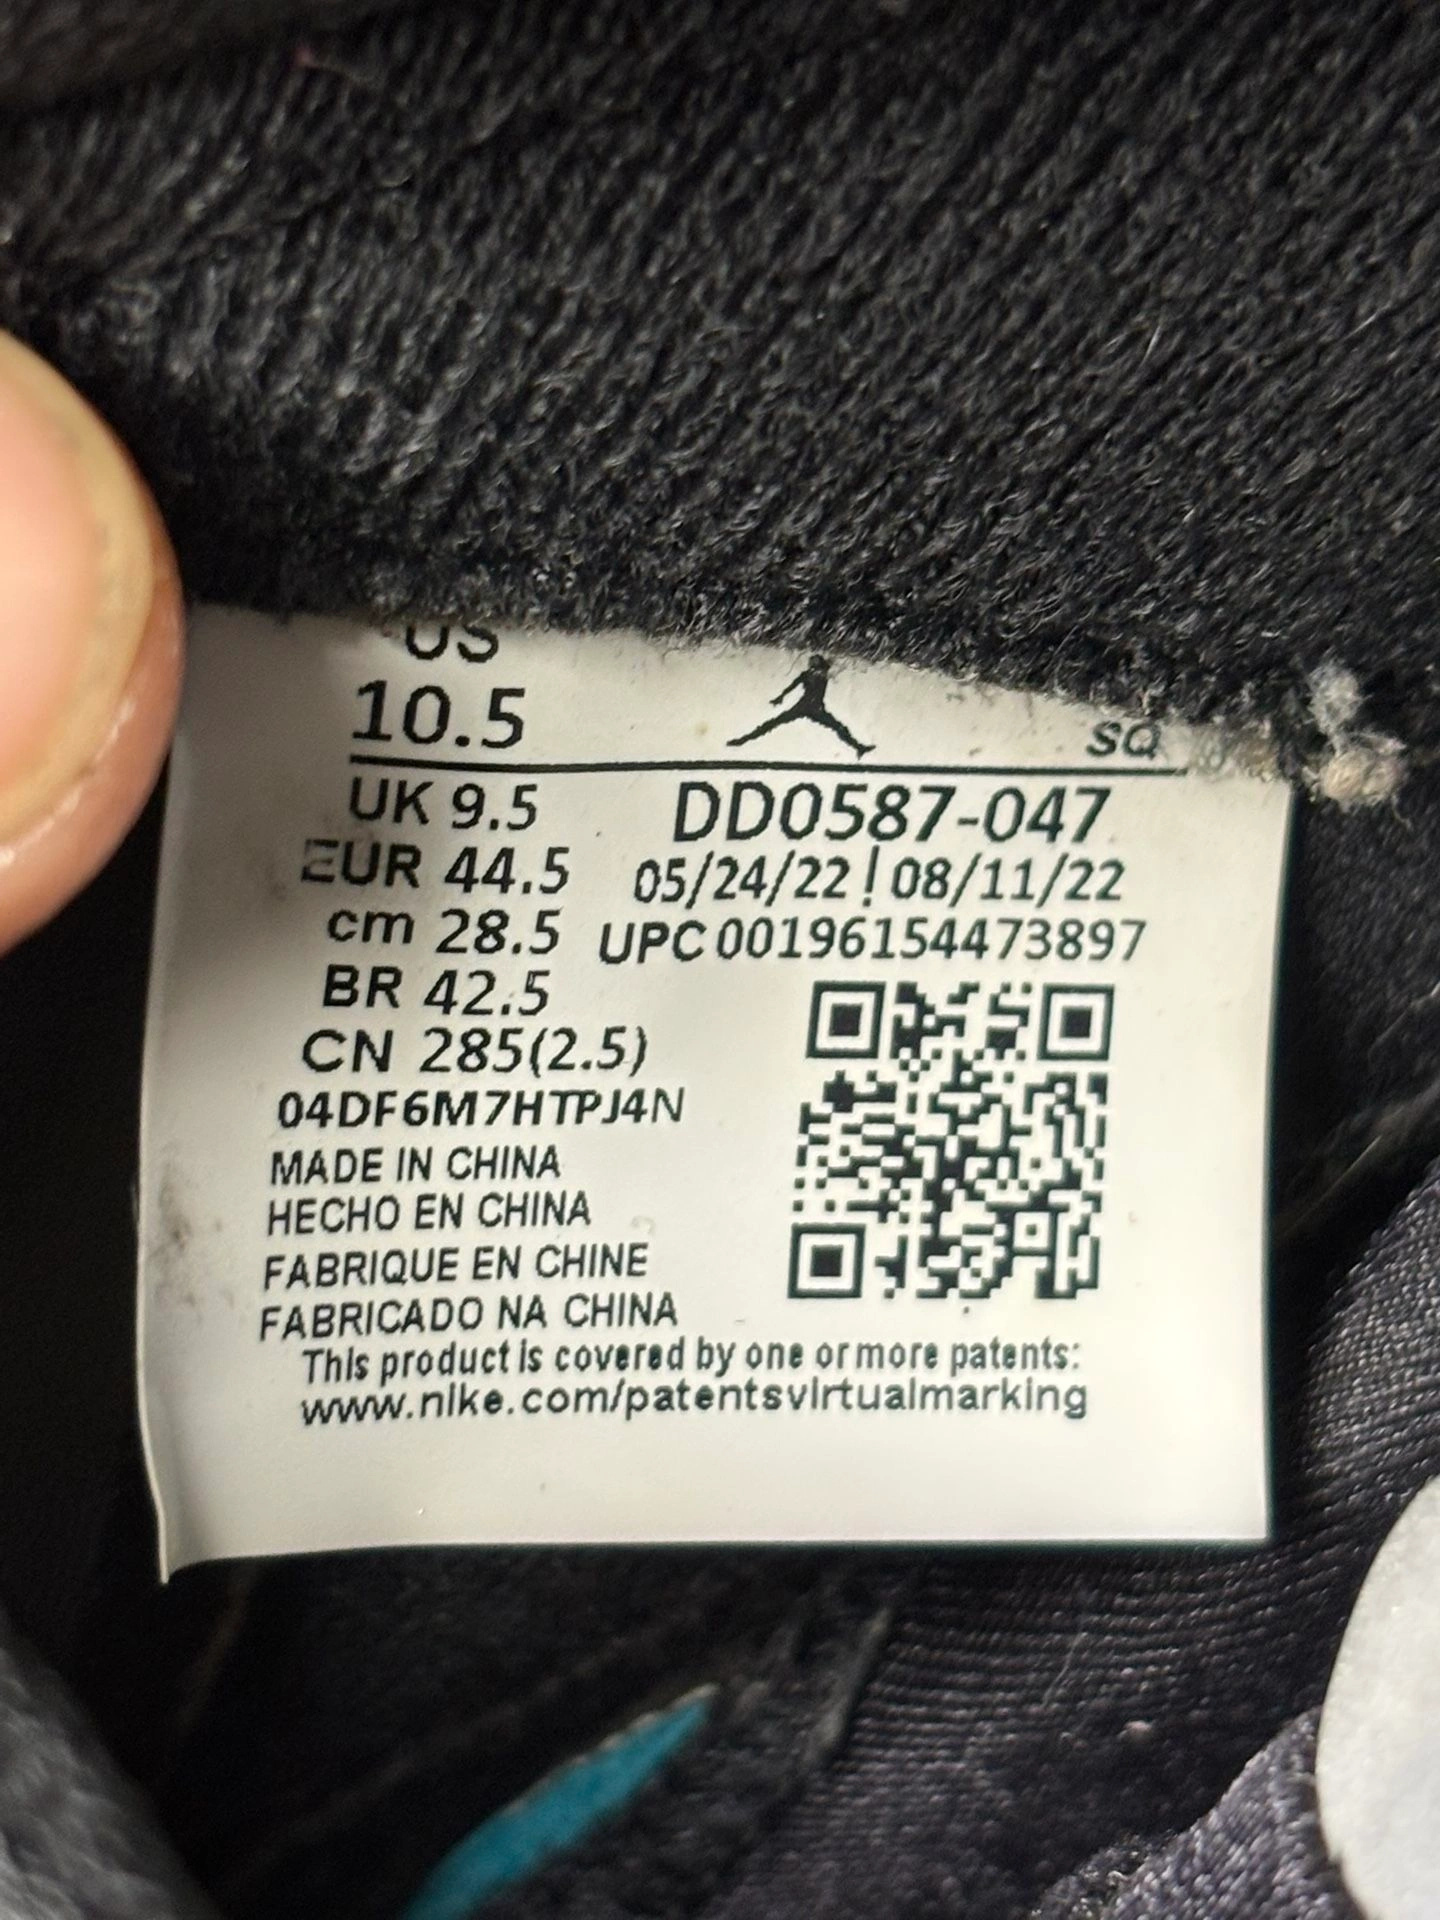 US
10.5
SQ
UK 9.5
DD0587-047
EUR 44.5
05/24/22 | 08/11/22
cm 28.5
UPC 00196154473897
BR 42.5
CN 285(2.5)
04DF6M7HTPJ4N
MADE IN CHINA
HECHO EN CHINA
FABRIQUE EN CHINE
FABRICADO NA CHINA
This product is covered by one or more patents:
www.nike.com/patentsvirtualmarking